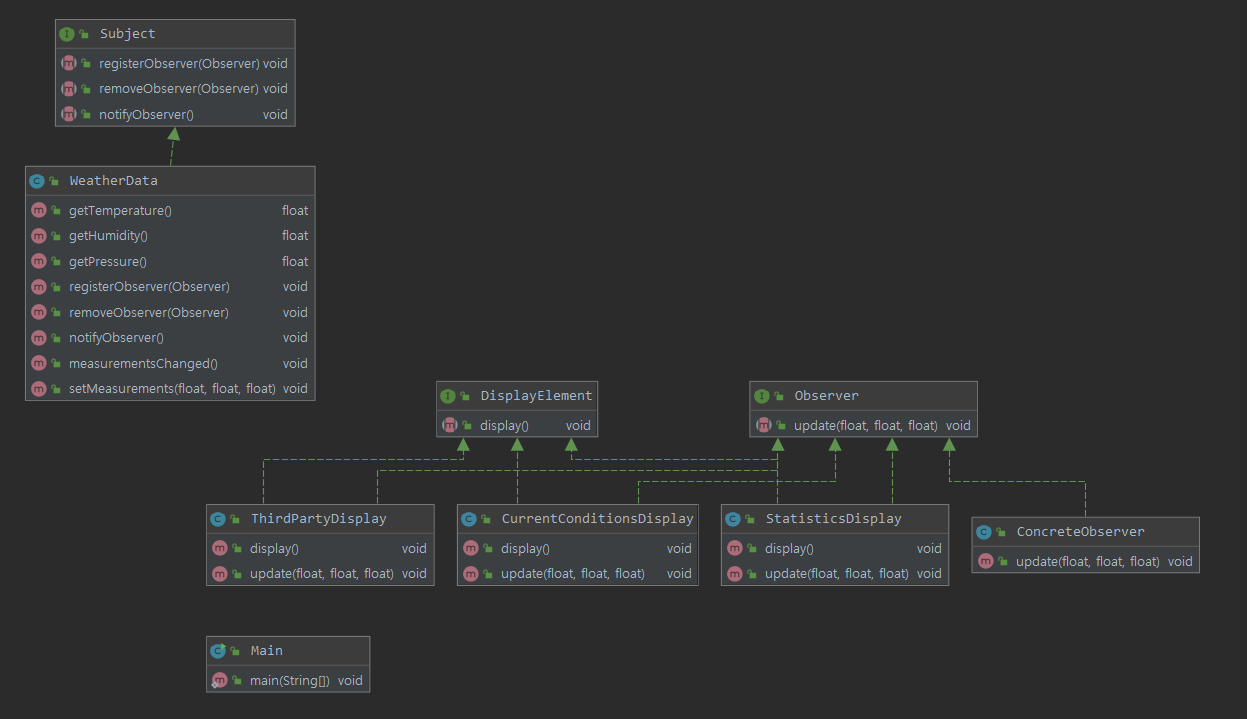 Subject
registerObserver(Observer) void
removeObserver(Observer) void
notifyObserver() void
WeatherData
getTemperature() float
getHumidity() float
getPressure() float
registerObserver(Observer) void
removeObserver(Observer) void
notifyObserver() void
measurementsChanged() void
setMeasurements(float, float, float) void
DisplayElement
display() void
Observer
update(float, float, float) void
ThirdPartyDisplay
display() void
update(float, float, float) void
CurrentConditionsDisplay
display() void
update(float, float, float) void
StatisticsDisplay
display() void
update(float, float, float) void
ConcreteObserver
update(float, float, float) void
Main
main(String[]) void